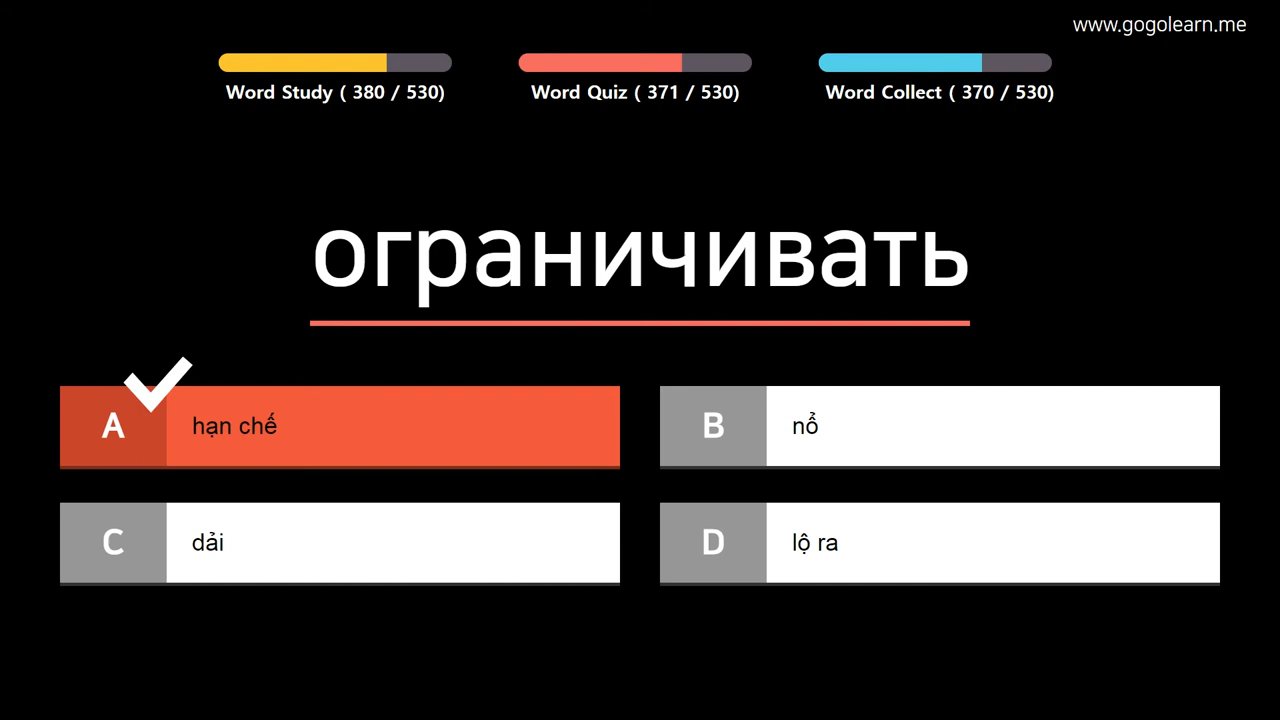 www.gogolearn.me
Word Study ( 380 / 530)
Word Quiz ( 371 / 530)
Word Collect ( 370 / 530)
ограничивать
A hạn chế
B nổ
C dải
D lộ ra